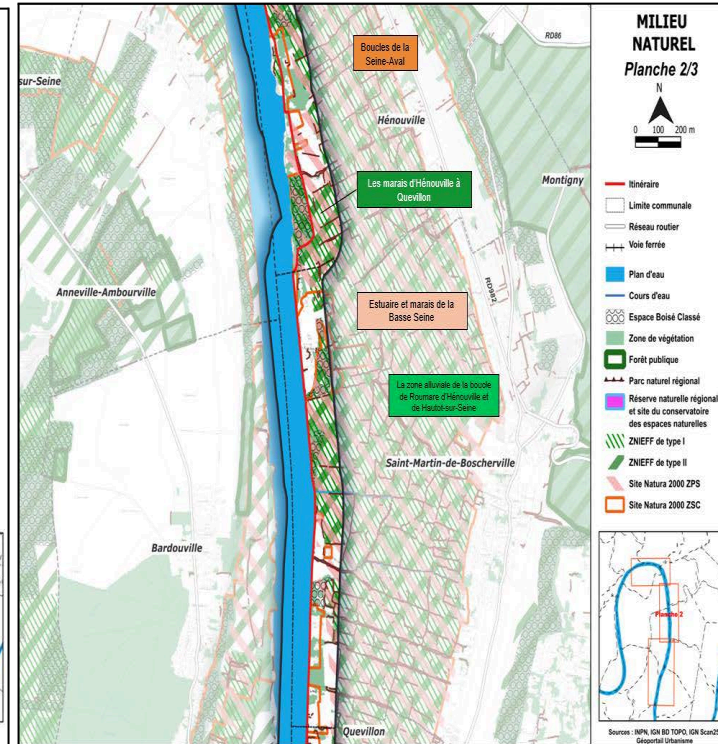 MILIEU
NATUREL
Planche 2/3
N
0 100 200 m
Itinéraire
Limite communale
Réseau routier
Voie ferrée
Plan d'eau
Cours d'eau
Espace Boisé Classé
Zone de végétation
Forêt publique
Parc naturel régional
Réserve naturelle régional
et site du conservatoire
des espaces naturelles
ZNIEFF de type I
ZNIEFF de type II
Site Natura 2000 ZPS
Site Natura 2000 ZSC
Planche 2
Sources : INPN, IGN BD TOPO, IGN Scan25
Géoportail Urbanisme
sur-Seine
Boucles de la
Seine-Aval
RD86
Hénouville
Les marais d'Hénouville à
Quevillon
Montigny
Anneville-Ambourville
Estuaire et marais de la
Basse Seine
RD982
La zone alluviale de la boucle
de Roumare d'Hénouville et
de Hautot-sur-Seine
Saint-Martin-de-Boscherville
Bardouville
Quevillon